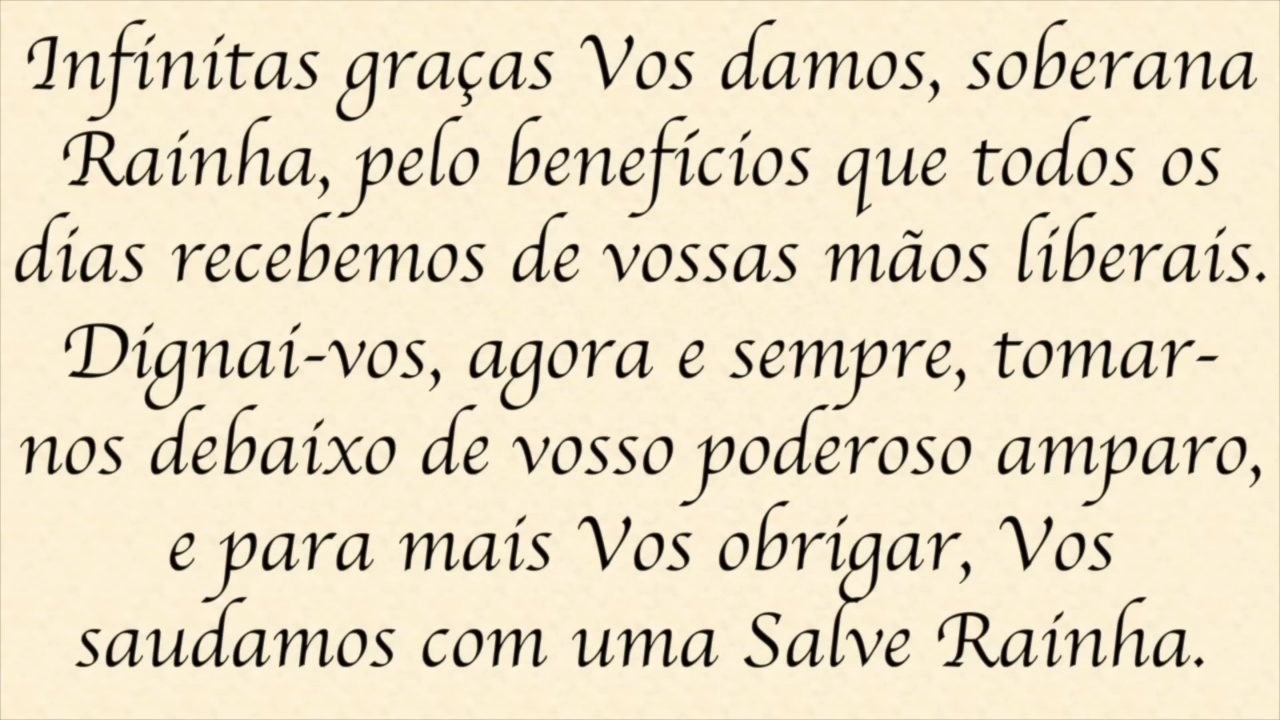 Infinitas graças Vos damos, soberana
Rainha, pelo benefícios que todos os
dias recebemos de vossas mãos liberais.
Dignai-vos, agora e sempre, tomar-
nos debaixo de vosso poderoso amparo,
e para mais Vos obrigar, Vos
saudamos com uma Salve Rainha.